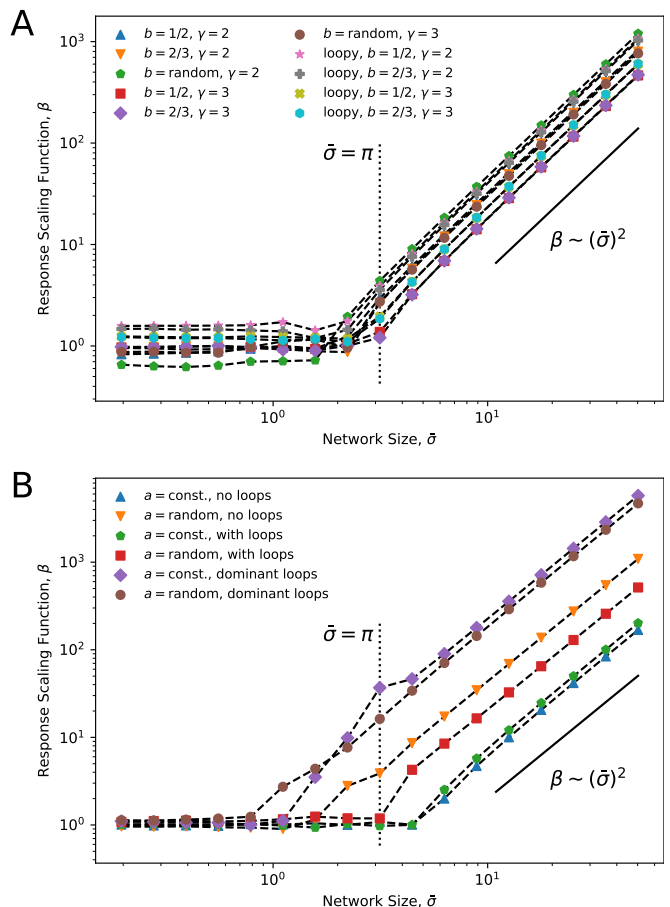 A
b = 1/2, γ = 2
b = 2/3, γ = 2
b = random, γ = 2
b = 1/2, γ = 3
b = 2/3, γ = 3
b = random, γ = 3
loopy, b = 1/2, γ = 2
loopy, b = 2/3, γ = 2
loopy, b = 1/2, γ = 3
loopy, b = 2/3, γ = 3
σ̄ = π
β ~ (σ̄)²
Response Scaling Function, β
10³
10²
10¹
10⁰
10⁰
10¹
Network Size, σ̄
B
a = const., no loops
a = random, no loops
a = const., with loops
a = random, with loops
a = const., dominant loops
a = random, dominant loops
σ̄ = π
β ~ (σ̄)²
Response Scaling Function, β
10³
10²
10¹
10⁰
10⁰
10¹
Network Size, σ̄